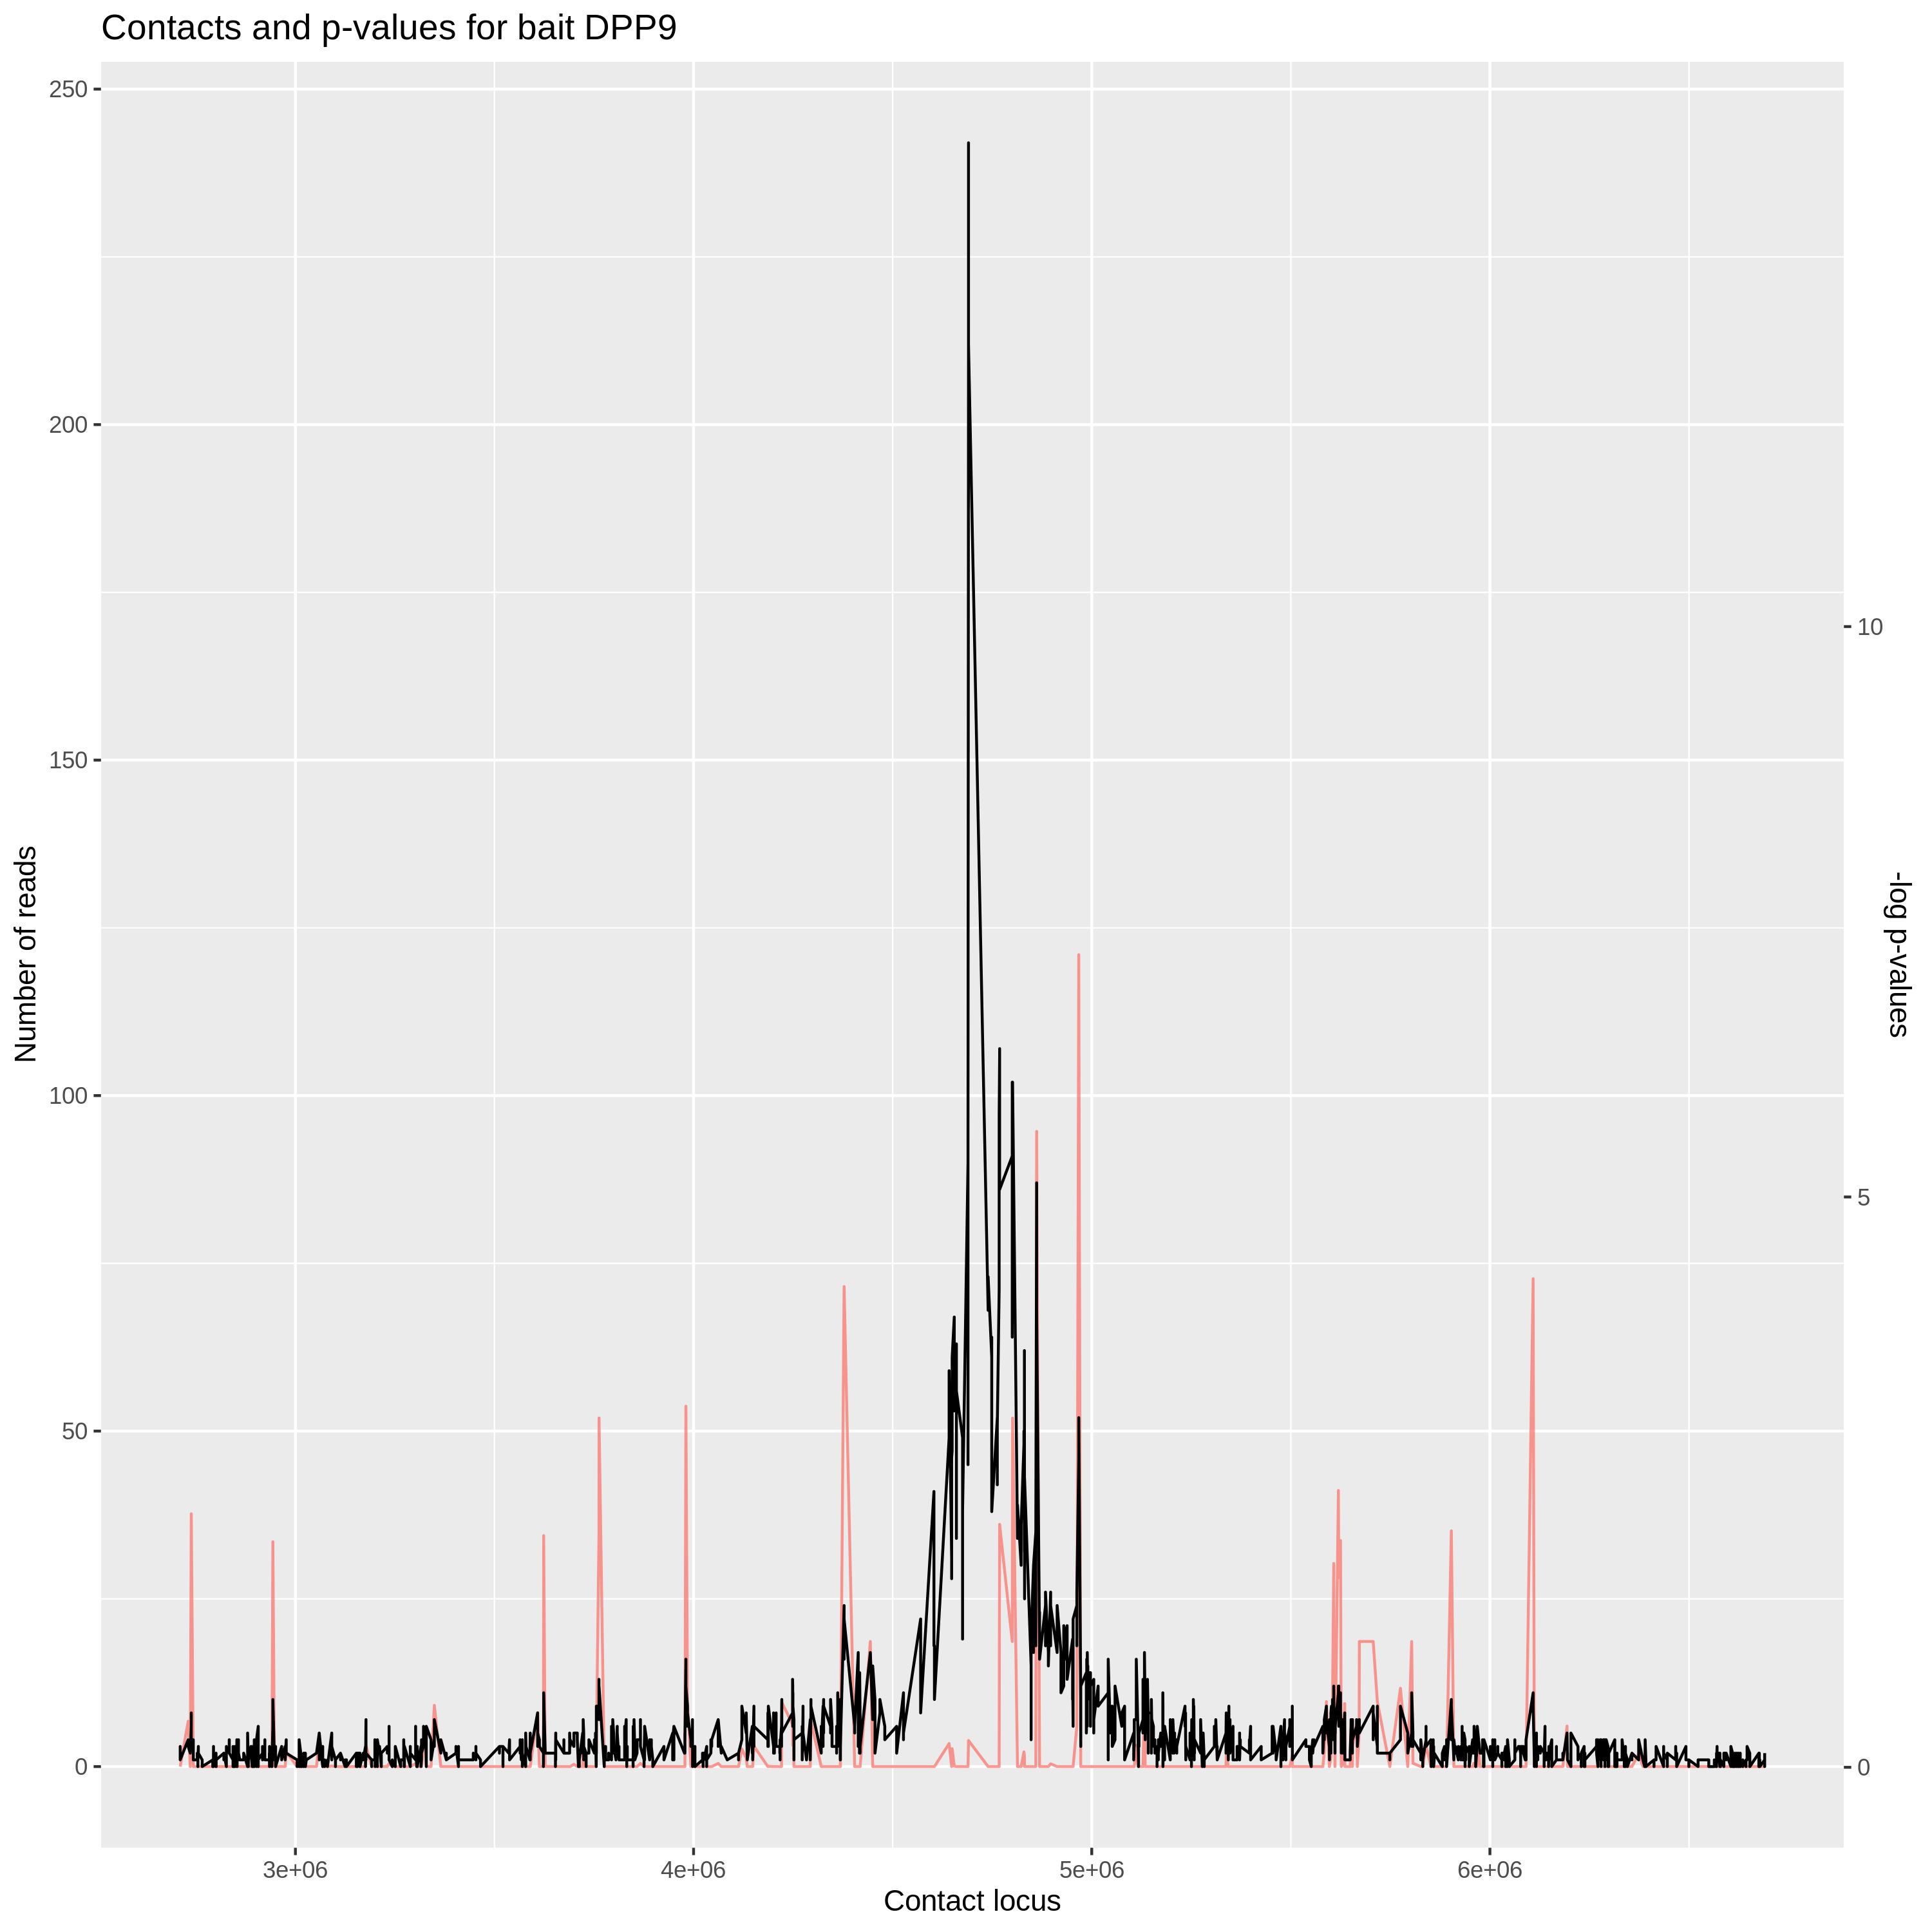 Contacts and p-values for bait DPP9
250
200
150
100
50
0
Number of reads
10
5
0
-log p-values
3e+06
4e+06
5e+06
6e+06
Contact locus